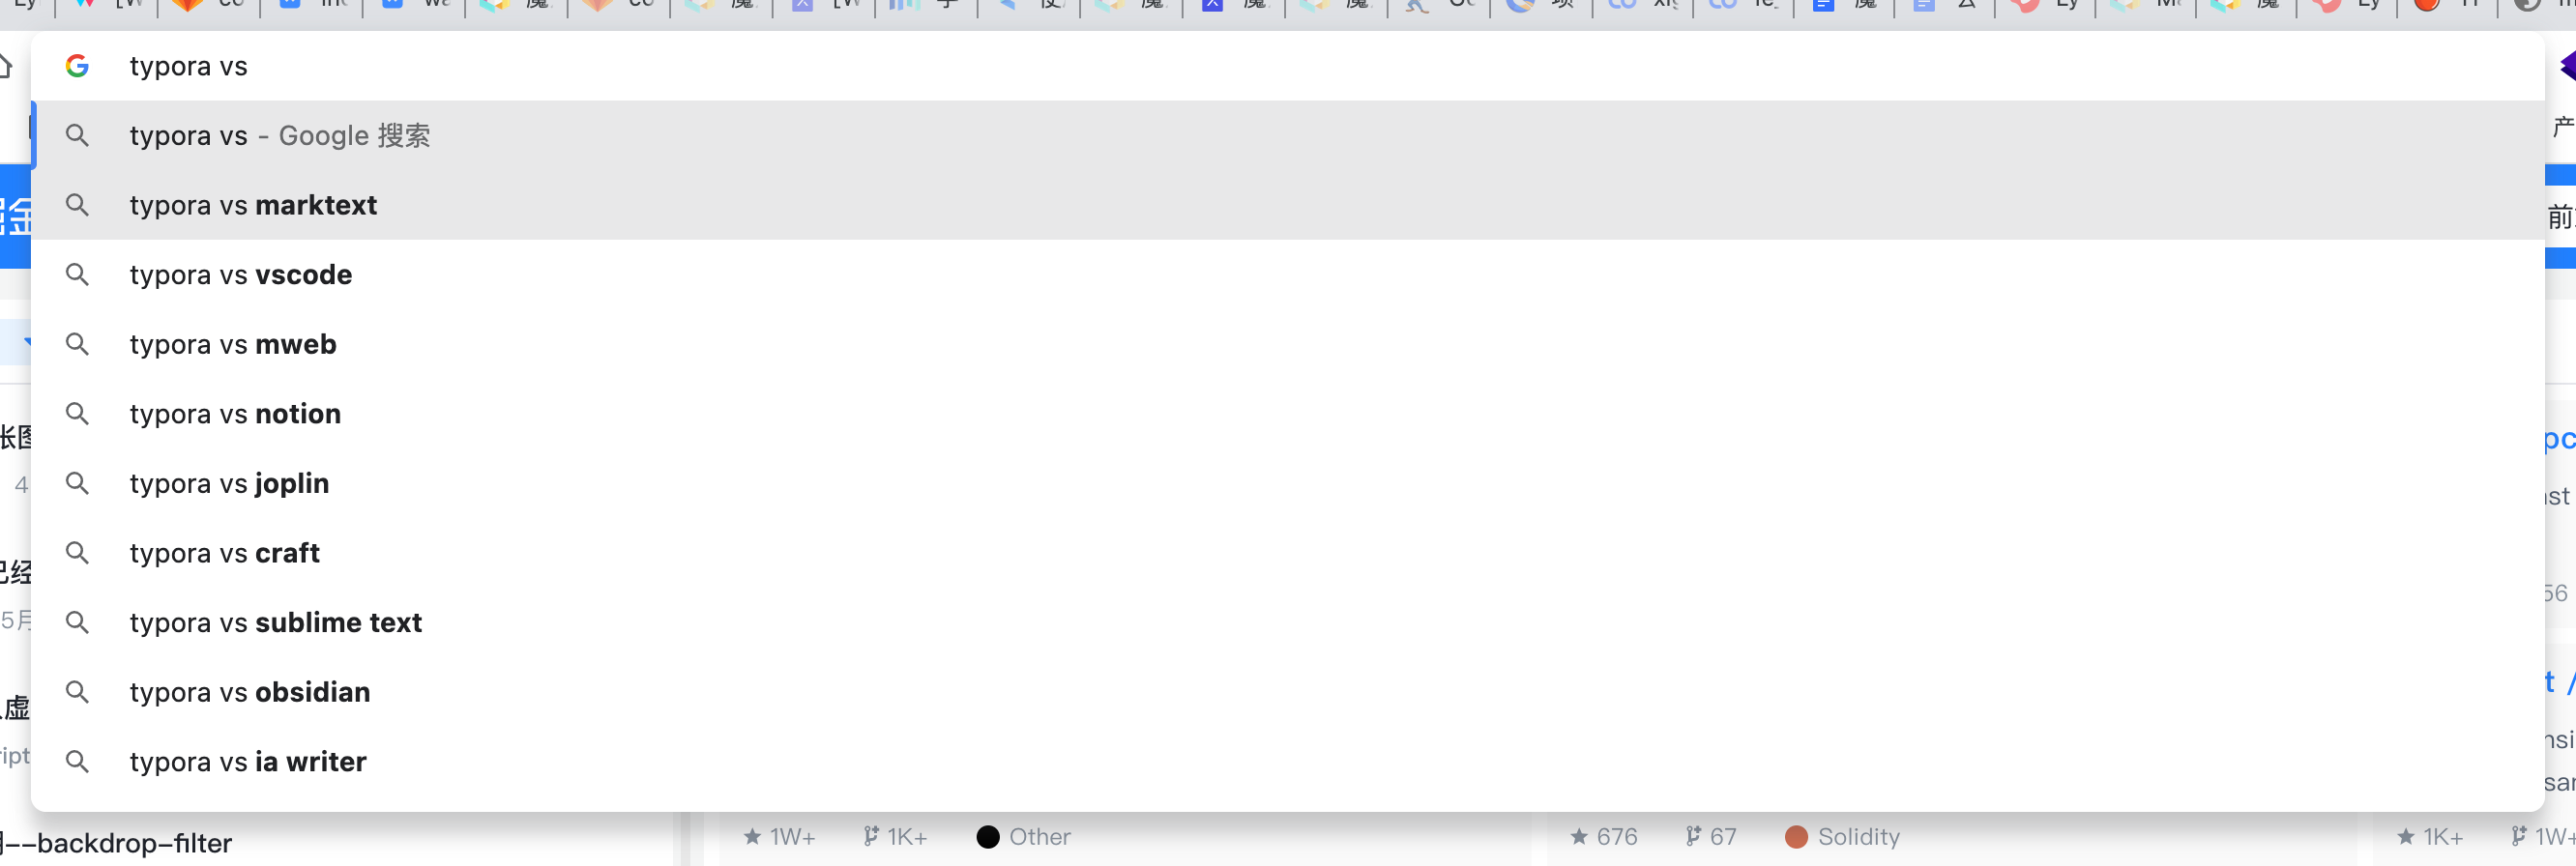 typora vs
typora vs - Google 搜索
typora vs marktext
typora vs vscode
typora vs mweb
typora vs notion
typora vs joplin
typora vs craft
typora vs sublime text
typora vs obsidian
typora vs ia writer
--backdrop-filter
1W+ 1K+ Other
676 67 Solidity
1K+ 1W+